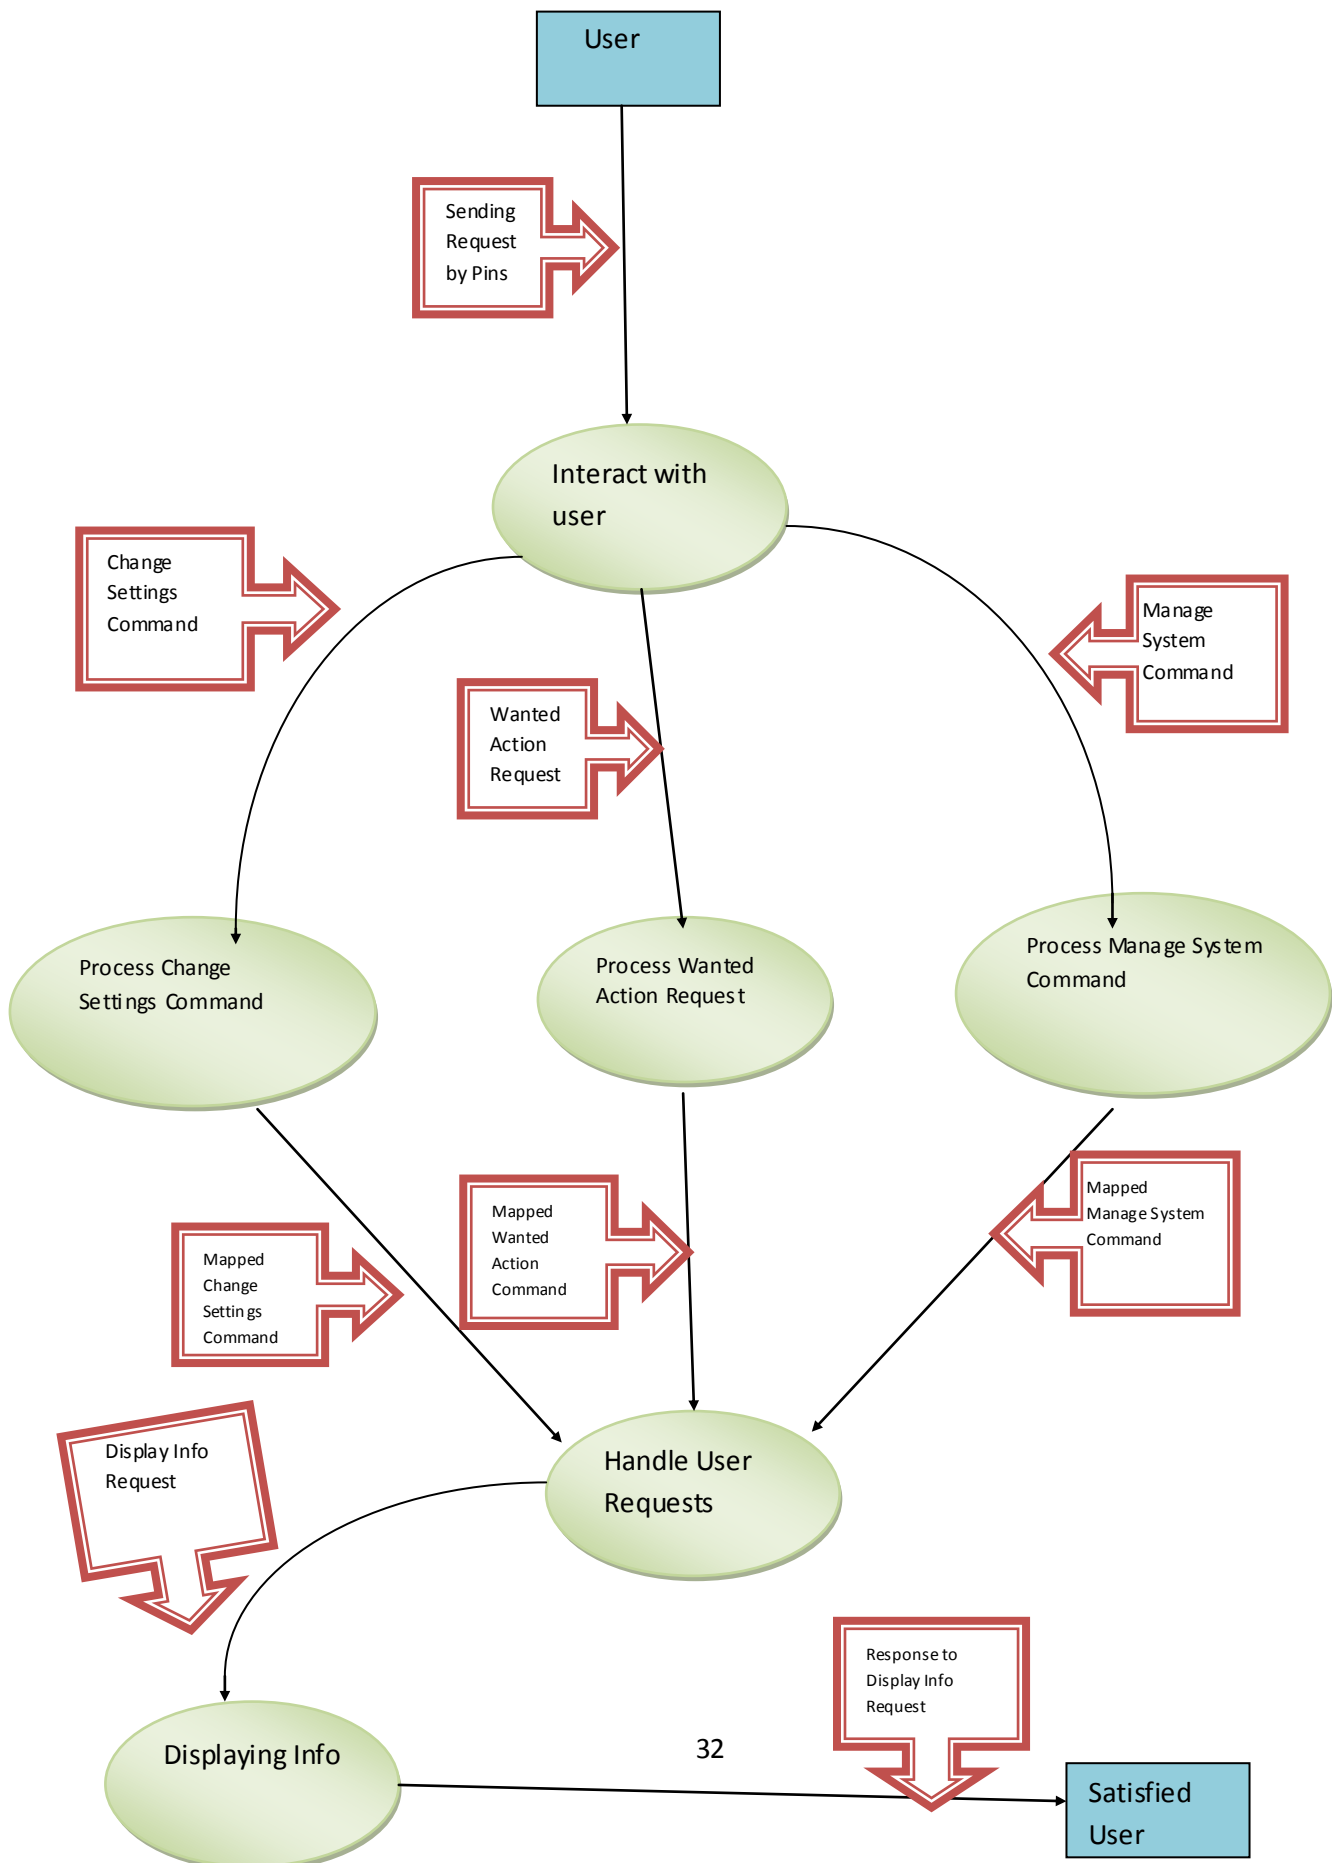 User
Sending
Request
by Pins
Interact with
user
Change
Settings
Command
Manage
System
Command
Wanted
Action
Request
Process Change
Settings Command
Process Wanted
Action Request
Process Manage System
Command
Mapped
Change
Settings
Command
Mapped
Wanted
Action
Command
Mapped
Manage System
Command
Display Info
Request
Handle User
Requests
Response to
Display Info
Request
Displaying Info
32
Satisfied
User